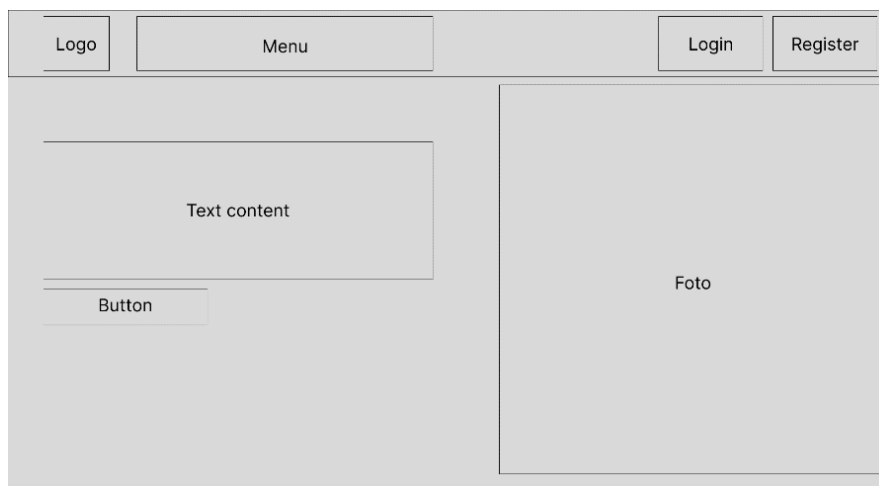 Logo
Menu
Login
Register
Text content
Button
Foto